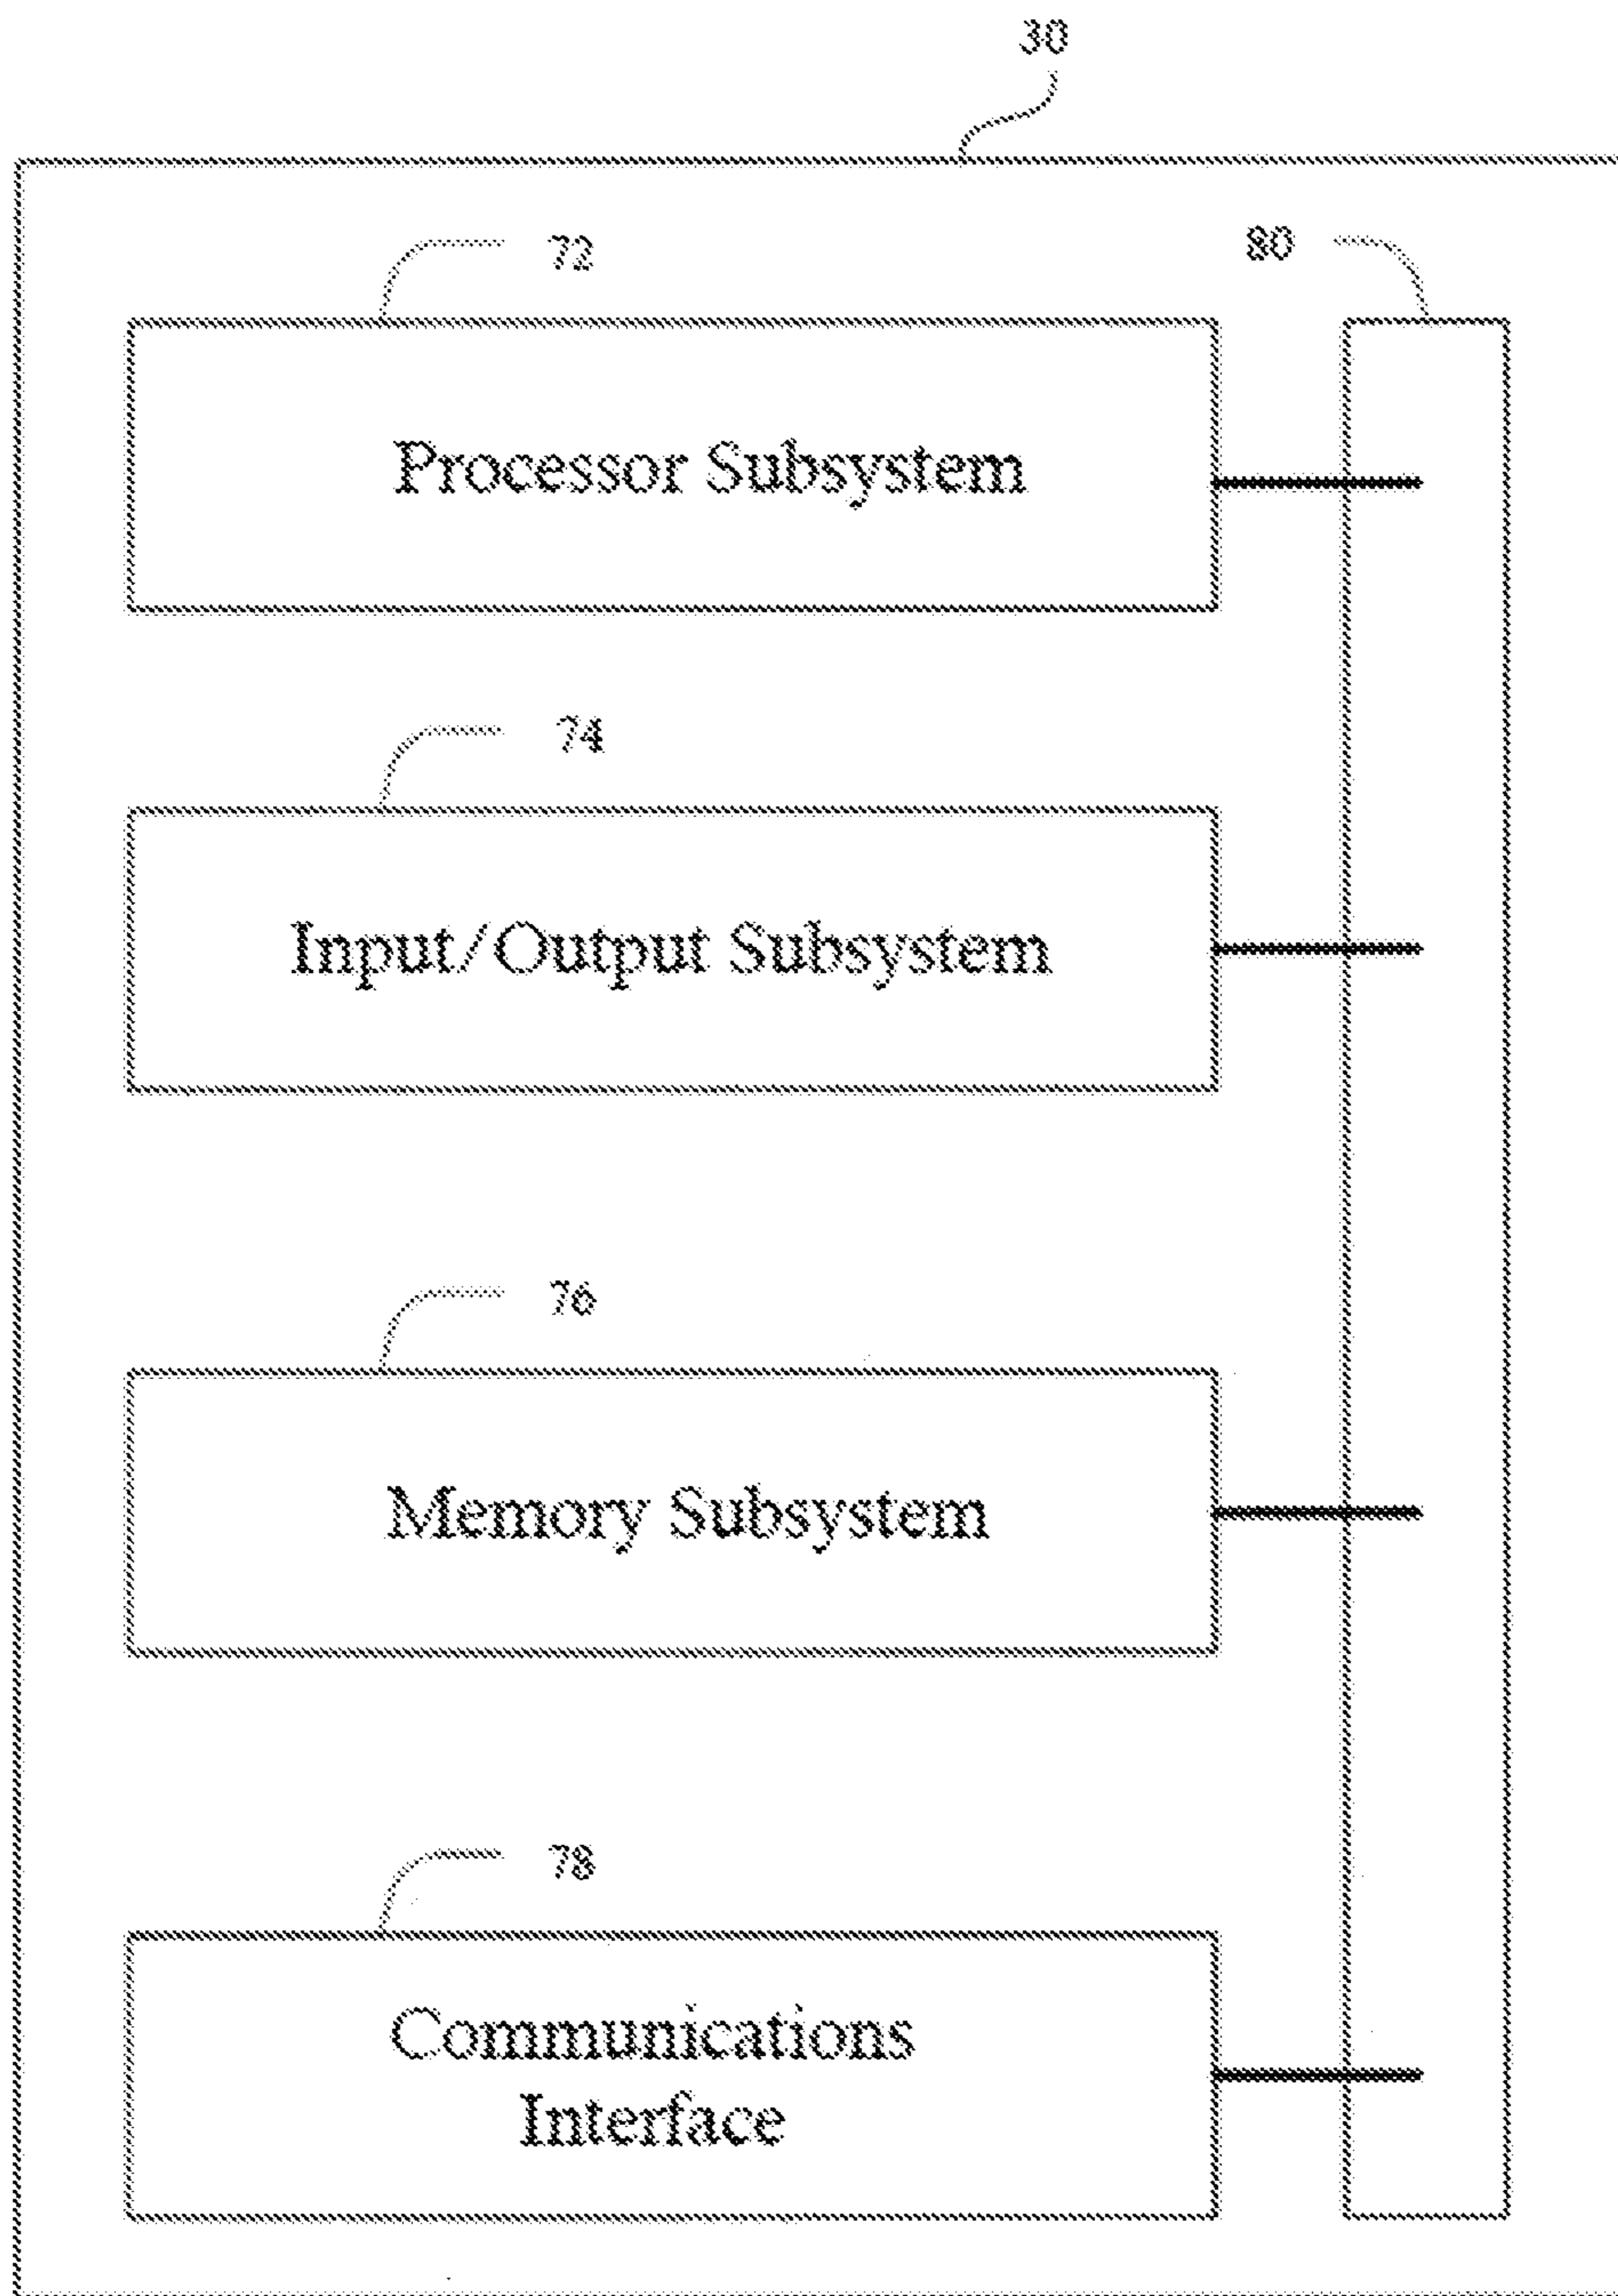 30
72
80
Processor Subsystem
74
Input/Output Subsystem
76
Memory Subsystem
78
Communications
Interface